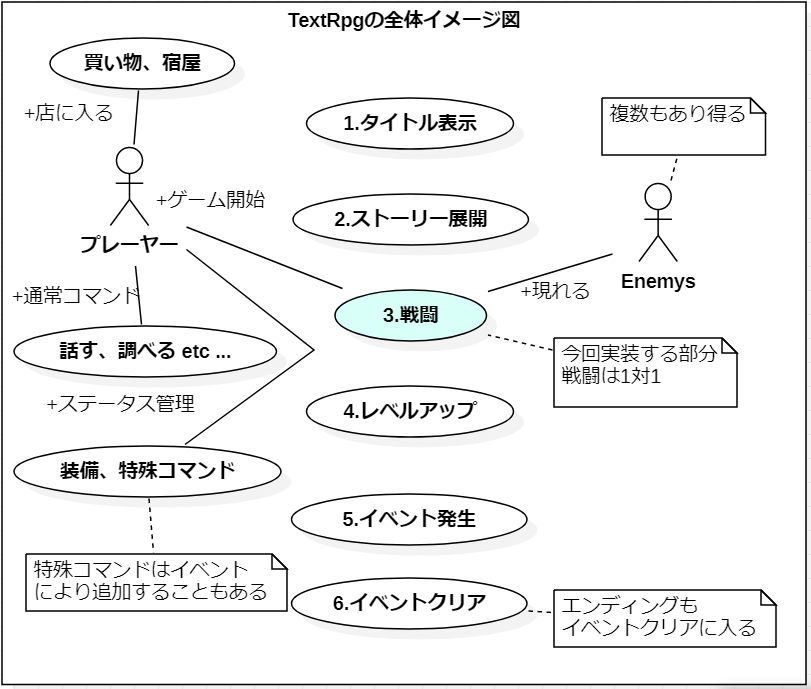 TextRpgの全体イメージ図
買い物、宿屋
+店に入る
1.タイトル表示
複数もあり得る
+ゲーム開始
2.ストーリー展開
プレーヤー
Enemys
+通常コマンド
+現れる
3.戦闘
話す、調べる etc ...
今回実装する部分
戦闘は1対1
+ステータス管理
4.レベルアップ
装備、特殊コマンド
5.イベント発生
特殊コマンドはイベント
により追加することもある
6.イベントクリア
エンディングも
イベントクリアに入る